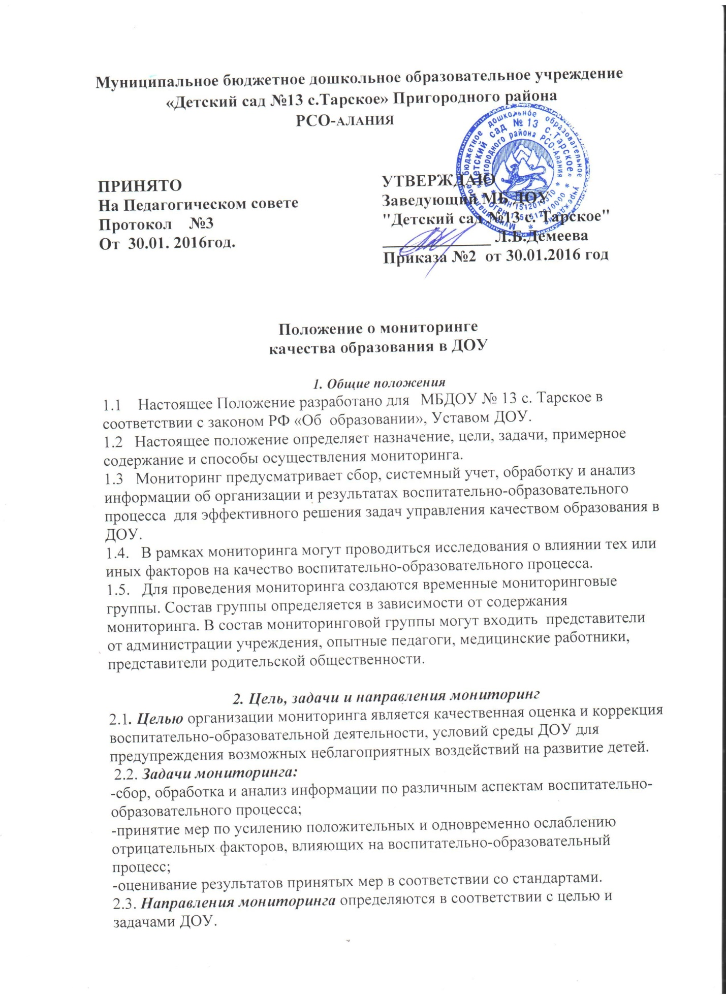 Муниципальное бюджетное дошкольное образовательное учреждение
«Детский сад №13 с.Тарское» Пригородного района
РСО-АЛАНИЯ
ПРИНЯТО
На Педагогическом совете
Протокол №3
От 30.01. 2016год.
УТВЕРЖДАЮ
Заведующий МБ ДОУ
"Детский сад №13 с. Тарское"
______________ Л.Б.Демеева
Приказа №2 от 30.01.2016 год
Муниципальное бюджетное дошкольное образовательное учреждение
«Детский сад № 13 с.Тарское»
Пригородного района РСО-Алания
Положение о мониторинге
качества образования в ДОУ
1. Общие положения
1.1 Настоящее Положение разработано для МБДОУ № 13 с. Тарское в
соответствии с законом РФ «Об образовании», Уставом ДОУ.
1.2 Настоящее положение определяет назначение, цели, задачи, примерное
содержание и способы осуществления мониторинга.
1.3 Мониторинг предусматривает сбор, системный учет, обработку и анализ
информации об организации и результатах воспитательно-образовательного
процесса для эффективного решения задач управления качеством образования в
ДОУ.
1.4. В рамках мониторинга могут проводиться исследования о влиянии тех или
иных факторов на качество воспитательно-образовательного процесса.
1.5. Для проведения мониторинга создаются временные мониторинговые
группы. Состав группы определяется в зависимости от содержания
мониторинга. В состав мониторинговой группы могут входить представители
от администрации учреждения, опытные педагоги, медицинские работники,
представители родительской общественности.
2. Цель, задачи и направления мониторинг
2.1. Целью организации мониторинга является качественная оценка и коррекция
воспитательно-образовательной деятельности, условий среды ДОУ для
предупреждения возможных неблагоприятных воздействий на развитие детей.
2.2. Задачи мониторинга:
-сбор, обработка и анализ информации по различным аспектам воспитательно-
образовательного процесса;
-принятие мер по усилению положительных и одновременно ослаблению
отрицательных факторов, влияющих на воспитательно-образовательный
процесс;
-оценивание результатов принятых мер в соответствии со стандартами.
2.3. Направления мониторинга определяются в соответствии с целью и
задачами ДОУ.